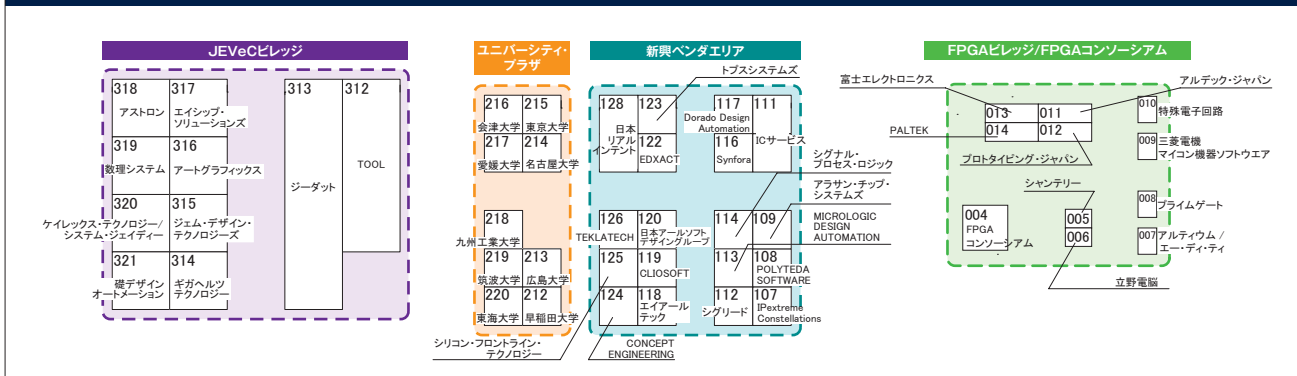 JEVeCビレッジ
318
317
アストロン
エイシップ・
ソリューションズ
319
316
数理システム
アートグラフィックス
320
315
ケイレックス・テクノロジー/
システム・ジェイディー
ジェム・デザイン・
テクノロジーズ
321
314
礎デザイン
オートメーション
ギガヘルツ
テクノロジー
313
ジーダット
312
TOOL
ユニバーシティ・
プラザ
216
215
会津大学
東京大学
217
214
愛媛大学
名古屋大学
218
九州工業大学
219
213
筑波大学
広島大学
220
212
東海大学
早稲田大学
新興ベンダエリア
トプスシステムズ
128
123
日本
リアル
インテント
122
EDXACT
117
111
Dorado Design
Automation
116
Synfora
ICサービス
シグナル・
プロセス・ロジック
アラサン・チップ・
システムズ
MICROLOGIC
DESIGN
AUTOMATION
126
120
TEKLATECH
日本アールソフト
デザイングループ
125
119
CLIOSOFT
124
118
エイアール
テック
114
109
113
108
POLYTEDA
SOFTWARE
112
107
シグリード
IPextreme
Constellations
シリコン・フロントライン・
テクノロジー
CONCEPT
ENGINEERING
FPGAビレッジ/FPGAコンソーシアム
富士エレクトロニクス
アルデック・ジャパン
013
011
014
012
PALTEK
プロトタイピング・ジャパン
010
特殊電子回路
009
三菱電機
マイコン機器ソフトウエア
シャンテリー
008
プライムゲート
004
FPGA
コンソーシアム
005
006
007
アルティウム /
エー・ディ・ティ
立野電脳